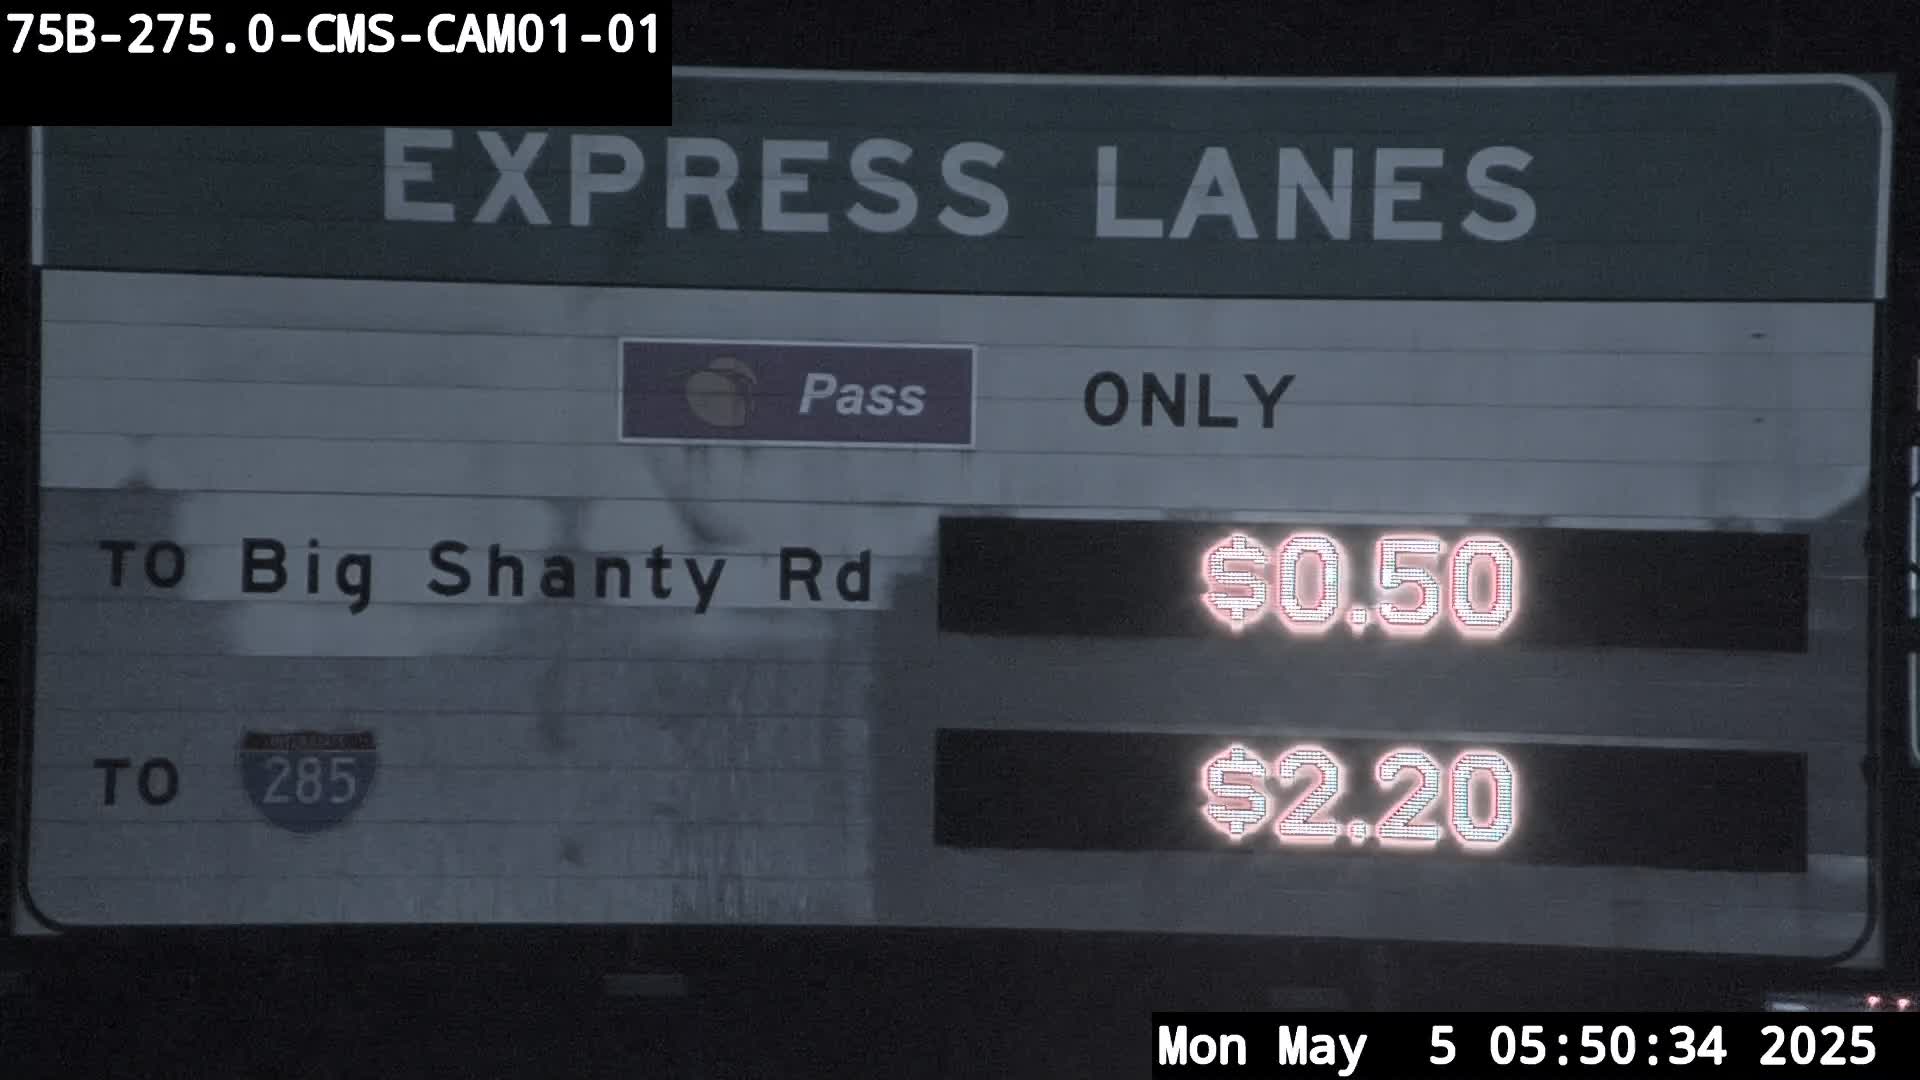 75B-275.0-CMS-CAM01-01
EXPRESS LANES
Pass ONLY
TO Big Shanty Rd $0.50
TO 285 $2.20
Mon May 5 05:50:34 2025